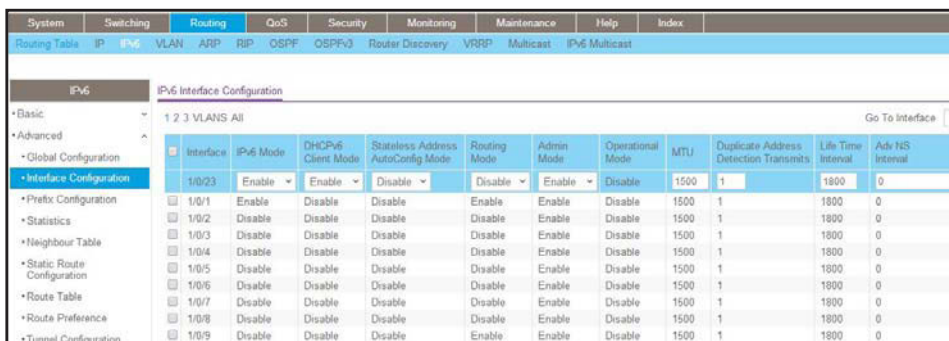 System Switching Routing QoS Security Monitoring Maintenance Help Index
Routing Table IP IPv6 VLAN ARP RIP OSPF OSPFv3 Router Discovery VRRP Multicast IPv6 Multicast
IPv6
•Basic
•Advanced
•Global Configuration
•Interface Configuration
•Prefix Configuration
•Statistics
•Neighbour Table
•Static Route
Configuration
•Route Table
•Route Preference
•Tunnel Configuration
IPv6 Interface Configuration
1 2 3 VLANS All
Go To Interface
Interface IPv6 Mode DHCPv6 Client Mode Stateless Address AutoConfig Mode Routing Mode Admin Mode Operational Mode MTU Duplicate Address Detection Transmits Life Time Interval Adv NS Interval
1/0/23 Enable Enable Disable Disable Enable Disable 1500 1 1800 0
1/0/1 Enable Disable Disable Enable Enable Disable 1500 1 1800 0
1/0/2 Disable Disable Disable Disable Enable Disable 1500 1 1800 0
1/0/3 Disable Disable Disable Disable Enable Disable 1500 1 1800 0
1/0/4 Disable Disable Disable Disable Enable Disable 1500 1 1800 0
1/0/5 Disable Disable Disable Disable Enable Disable 1500 1 1800 0
1/0/6 Disable Disable Disable Disable Enable Disable 1500 1 1800 0
1/0/7 Disable Disable Disable Disable Enable Disable 1500 1 1800 0
1/0/8 Disable Disable Disable Disable Enable Disable 1500 1 1800 0
1/0/9 Disable Disable Disable Enable Enable Disable 1500 1 1800 0